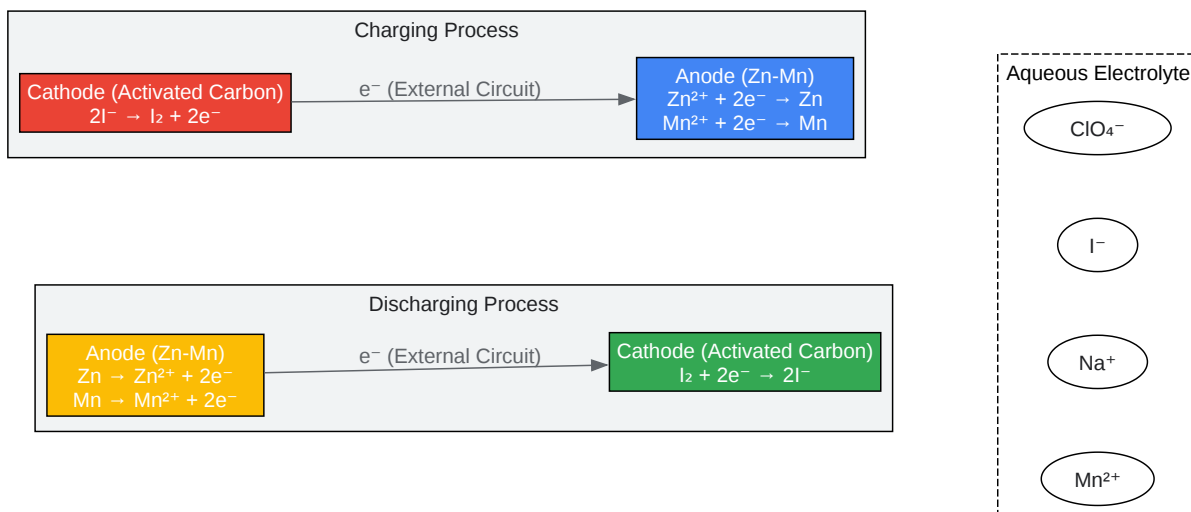 Charging Process
Cathode (Activated Carbon)
2I⁻ → I₂ + 2e⁻
e⁻ (External Circuit)
Anode (Zn-Mn)
Zn²⁺ + 2e⁻ → Zn
Mn²⁺ + 2e⁻ → Mn
Discharging Process
Anode (Zn-Mn)
Zn → Zn²⁺ + 2e⁻
Mn → Mn²⁺ + 2e⁻
e⁻ (External Circuit)
Cathode (Activated Carbon)
I₂ + 2e⁻ → 2I⁻
Aqueous Electrolyte
ClO₄⁻
I⁻
Na⁺
Mn²⁺